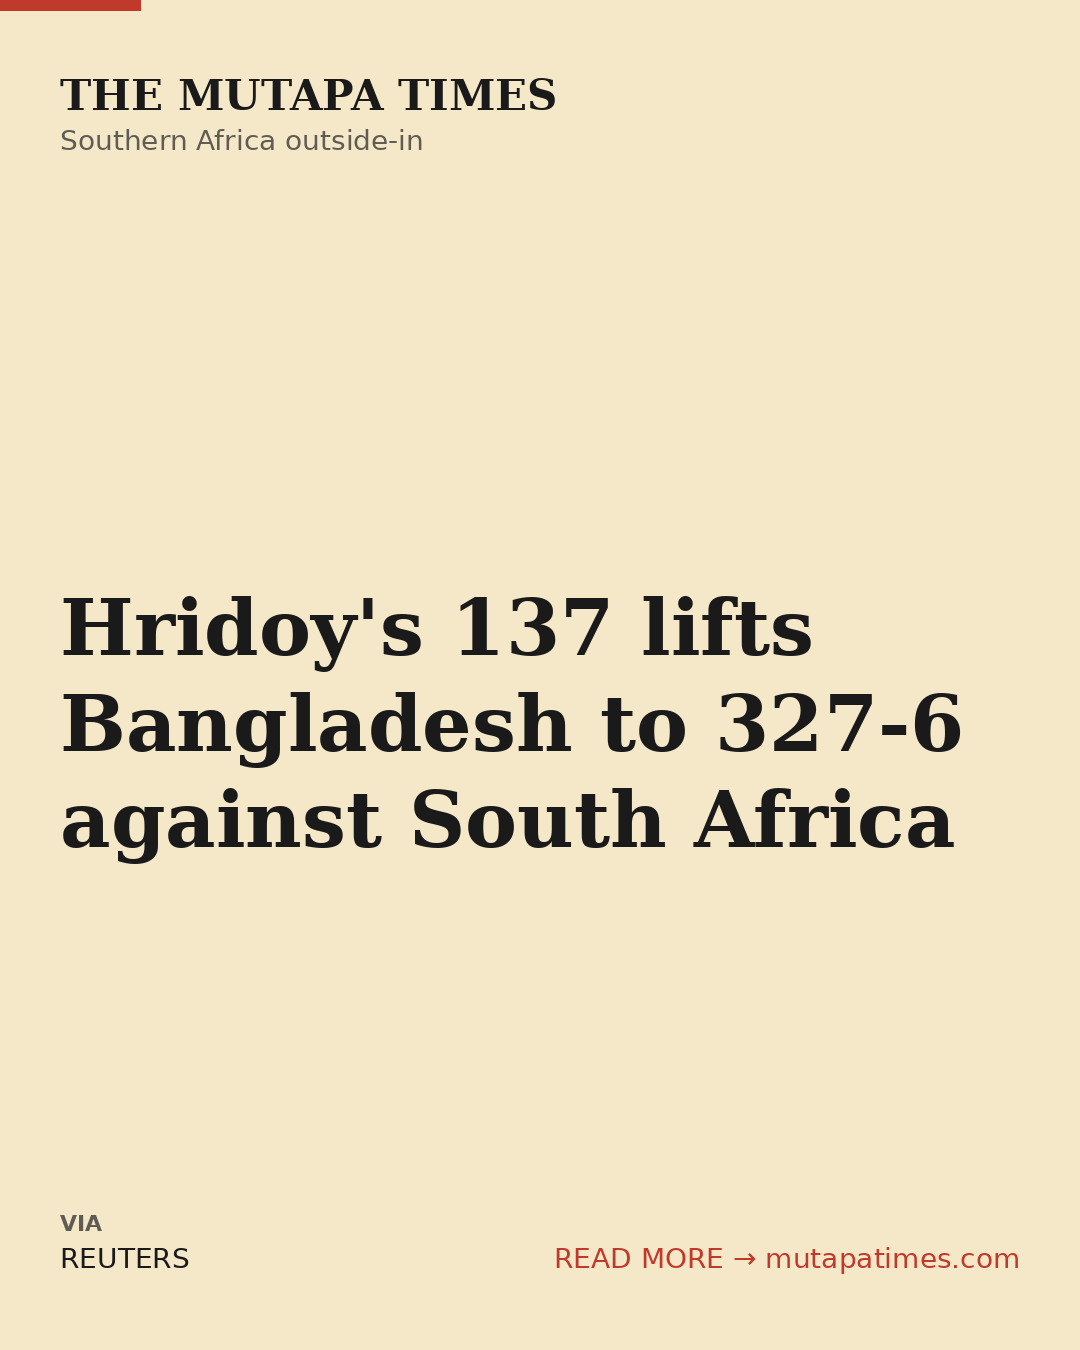 THE MUTAPA TIMES
Southern Africa outside-in
Hridoy's 137 lifts
Bangladesh to 327-6
against South Africa
VIA
REUTERS
READ MORE → mutapatimes.com